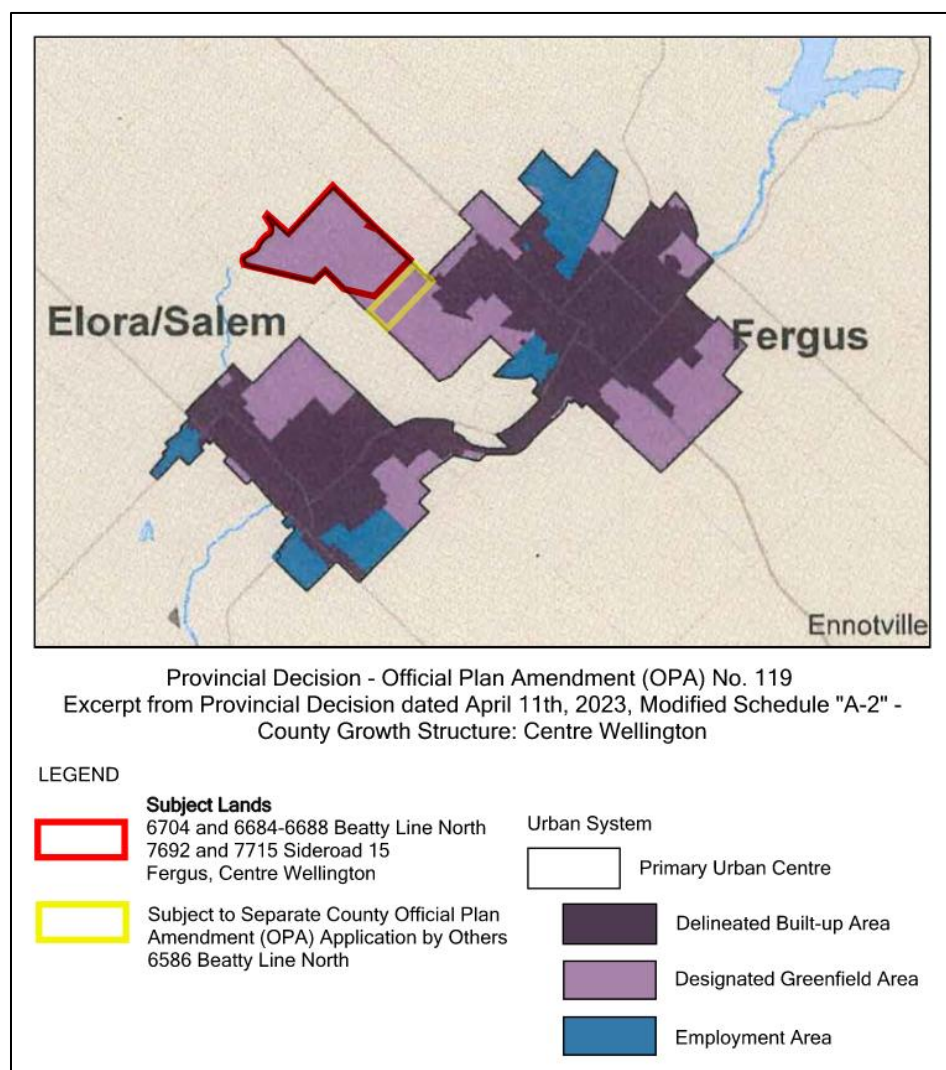 Elora/Salem
Fergus
Ennotville
Provincial Decision - Official Plan Amendment (OPA) No. 119
Excerpt from Provincial Decision dated April 11th, 2023, Modified Schedule "A-2" -
County Growth Structure: Centre Wellington
LEGEND
Subject Lands
6704 and 6684-6688 Beatty Line North
7692 and 7715 Sideroad 15
Fergus, Centre Wellington
Subject to Separate County Official Plan
Amendment (OPA) Application by Others
6586 Beatty Line North
Urban System
Primary Urban Centre
Delineated Built-up Area
Designated Greenfield Area
Employment Area